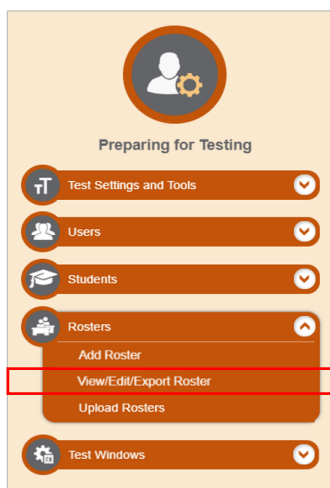 Preparing for Testing
TT Test Settings and Tools
Users
Students
Rosters
Add Roster
View/Edit/Export Roster
Upload Rosters
Test Windows